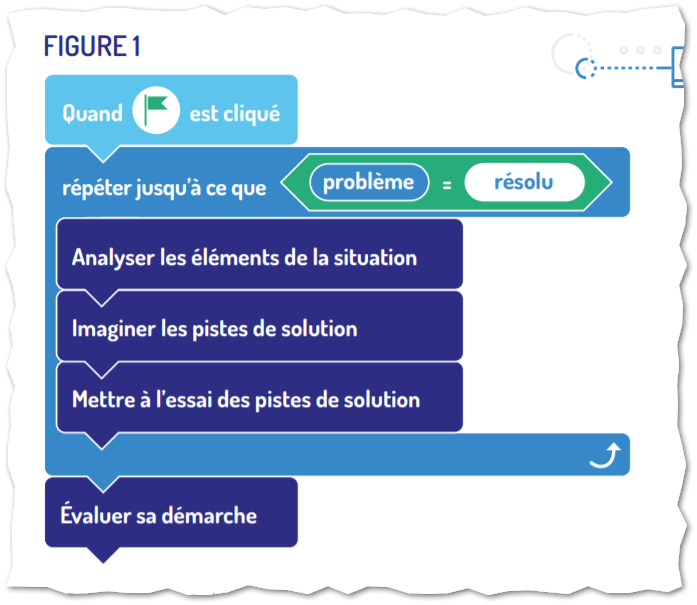 FIGURE 1
Quand est cliqué
répéter jusqu'à ce que problème = résolu
Analyser les éléments de la situation
Imaginer les pistes de solution
Mettre à l'essai des pistes de solution
Évaluer sa démarche